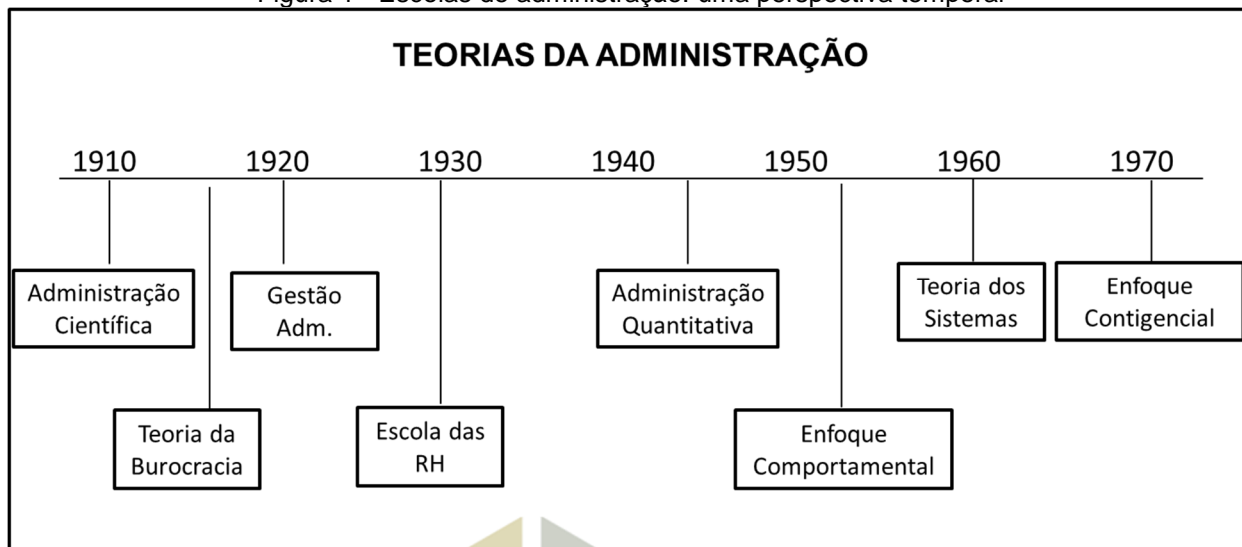 TEORIAS DA ADMINISTRAÇÃO
1910 1920 1930 1940 1950 1960 1970
Administração
Científica
Gestão
Adm.
Administração
Quantitativa
Teoria dos
Sistemas
Enfoque
Contigencial
Teoria da
Burocracia
Escola das
RH
Enfoque
Comportamental